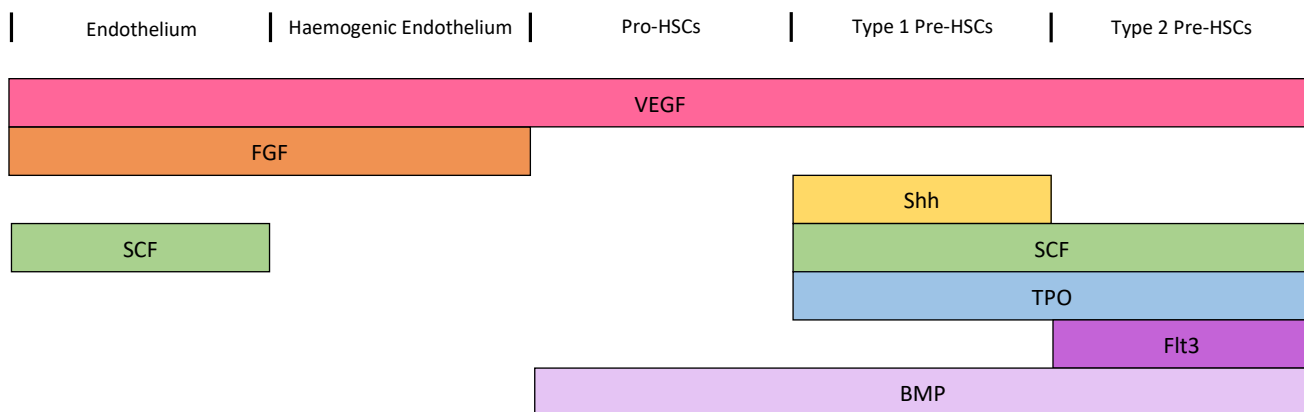 Endothelium
Haemogenic Endothelium
Pro-HSCs
Type 1 Pre-HSCs
Type 2 Pre-HSCs
VEGF
FGF
Shh
SCF
SCF
TPO
Flt3
BMP